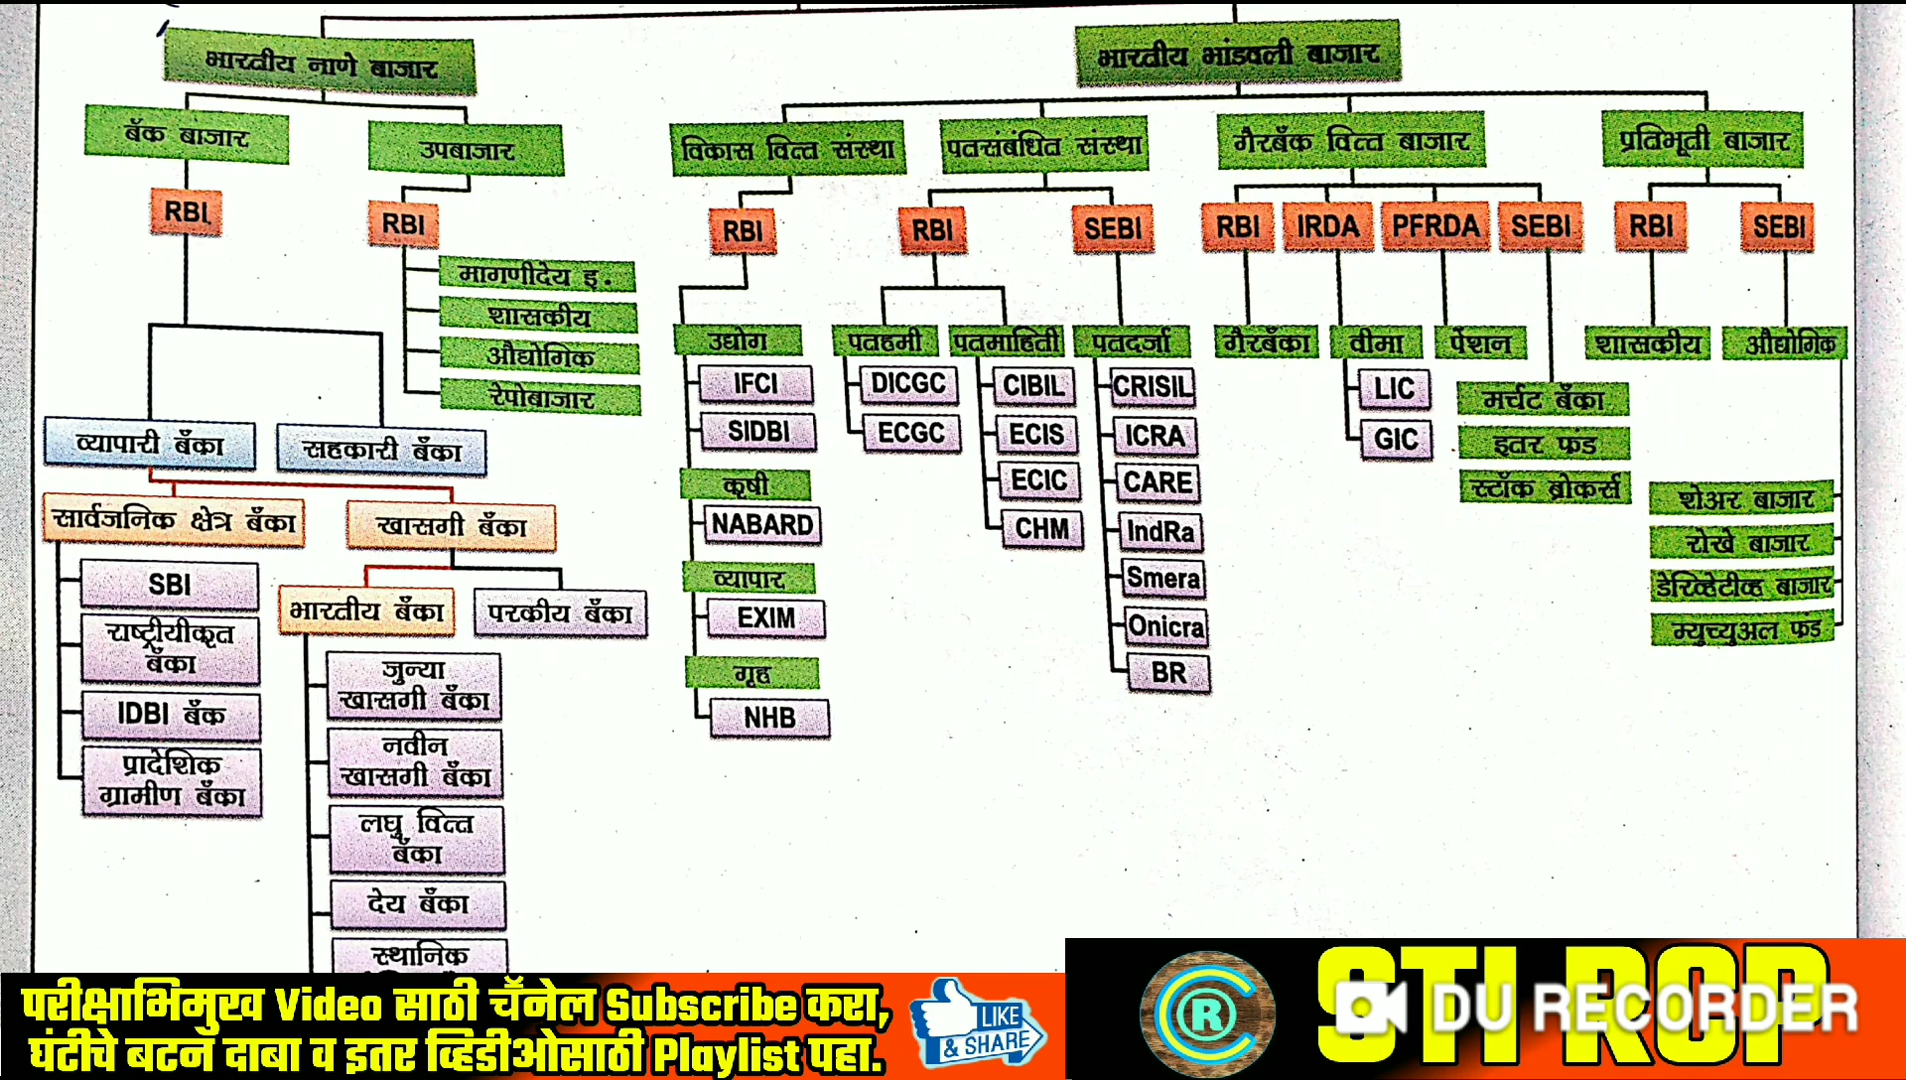 भारतीय नाणे बाजार
भारतीय भांडवली बाजार
बँक बाजार
उपबाजार
विकास वित्त संस्था
पतसंबंधित संस्था
गैरबँक वित्त बाजार
प्रतिभूती बाजार
RBI
RBI
RBI
RBI
SEBI
RBI
IRDA
PFRDA
SEBI
RBI
SEBI
मागणीदेय इ.
शासकीय
औद्योगिक
रेपोबाजार
उद्योग
IFCI
SIDBI
कृषी
NABARD
व्यापार
EXIM
गृह
NHB
पतहमी
DICGC
ECGC
पतमाहिती
CIBIL
ECIS
ECIC
CHM
पतदर्जा
CRISIL
ICRA
CARE
IndRa
Smera
Onicra
BR
गैरबँका
वीमा
LIC
GIC
पेंशन
मर्चंट बँका
इतर फंड
स्टॉक ब्रोकर्स
शासकीय
औद्योगिक
शेअर बाजार
रोखे बाजार
डेरिव्हेटीव्ह बाजार
म्युच्युअल फंड
व्यापारी बँका
सहकारी बँका
सार्वजनिक क्षेत्र बँका
खासगी बँका
SBI
राष्ट्रीयीकृत
बँका
IDBI बँक
प्रादेशिक
ग्रामीण बँका
भारतीय बँका
परकीय बँका
जुन्या
खासगी बँका
नवीन
खासगी बँका
लघु वित्त
बँका
देय बँका
स्थानिक
परीक्षाभिमुख Video साठी चॅनेल Subscribe करा,
घंटीचे बटन दाबा व इतर व्हिडीओसाठी Playlist पहा.
LIKE
& SHARE
C R
STI ROP
DU RECORDER